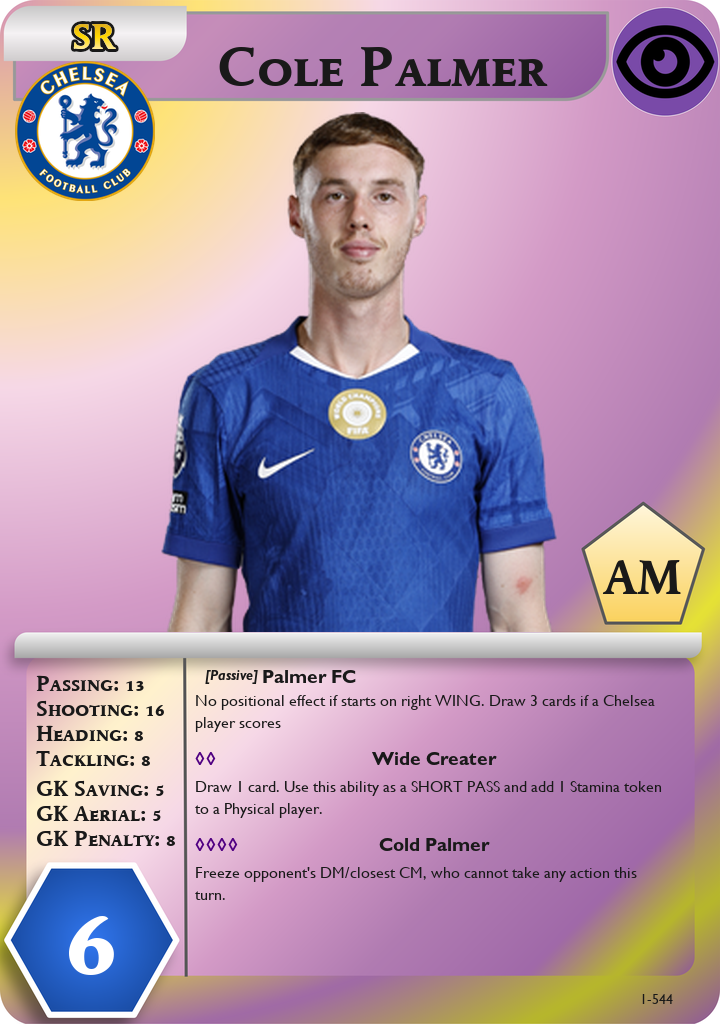 SR
Cole Palmer
CHELSEA
FOOTBALL CLUB
WORLD CHAMPIONS
FIFA
CHELSEA
AM
Passing: 13
Shooting: 16
Heading: 8
Tackling: 8
GK Saving: 5
GK Aerial: 5
GK Penalty: 8
6
[Passive] Palmer FC
No positional effect if starts on right WING. Draw 3 cards if a Chelsea
player scores
◊◊ Wide Creater
Draw 1 card. Use this ability as a SHORT PASS and add 1 Stamina token
to a Physical player.
◊◊◊◊ Cold Palmer
Freeze opponent's DM/closest CM, who cannot take any action this
turn.
1-544